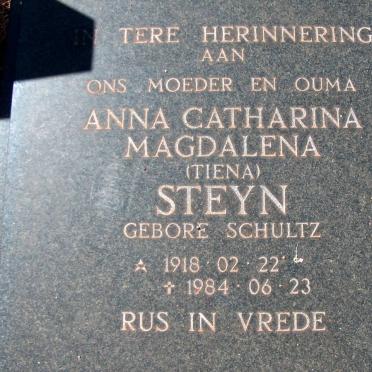 IN TERE HERINNERING
AAN
ONS MOEDER EN OUMA
ANNA CATHARINA
MAGDALENA
(TIENA)
STEYN
GEBORE SCHULTZ
☆ 1918·02·22
✝ 1984·06·23
RUS IN VREDE